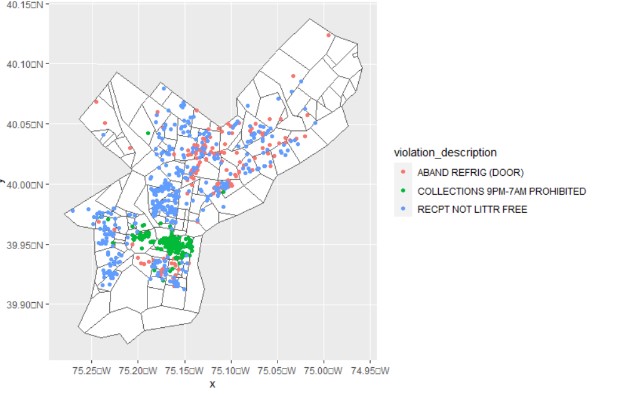 40.15□N
40.10□N
40.05□N
40.00□N
39.95□N
39.90□N
y
75.25□W 75.20□W 75.15□W 75.10□W 75.05□W 75.00□W 74.95□W
x
violation_description
ABAND REFRIG (DOOR)
COLLECTIONS 9PM-7AM PROHIBITED
RECPT NOT LITTR FREE